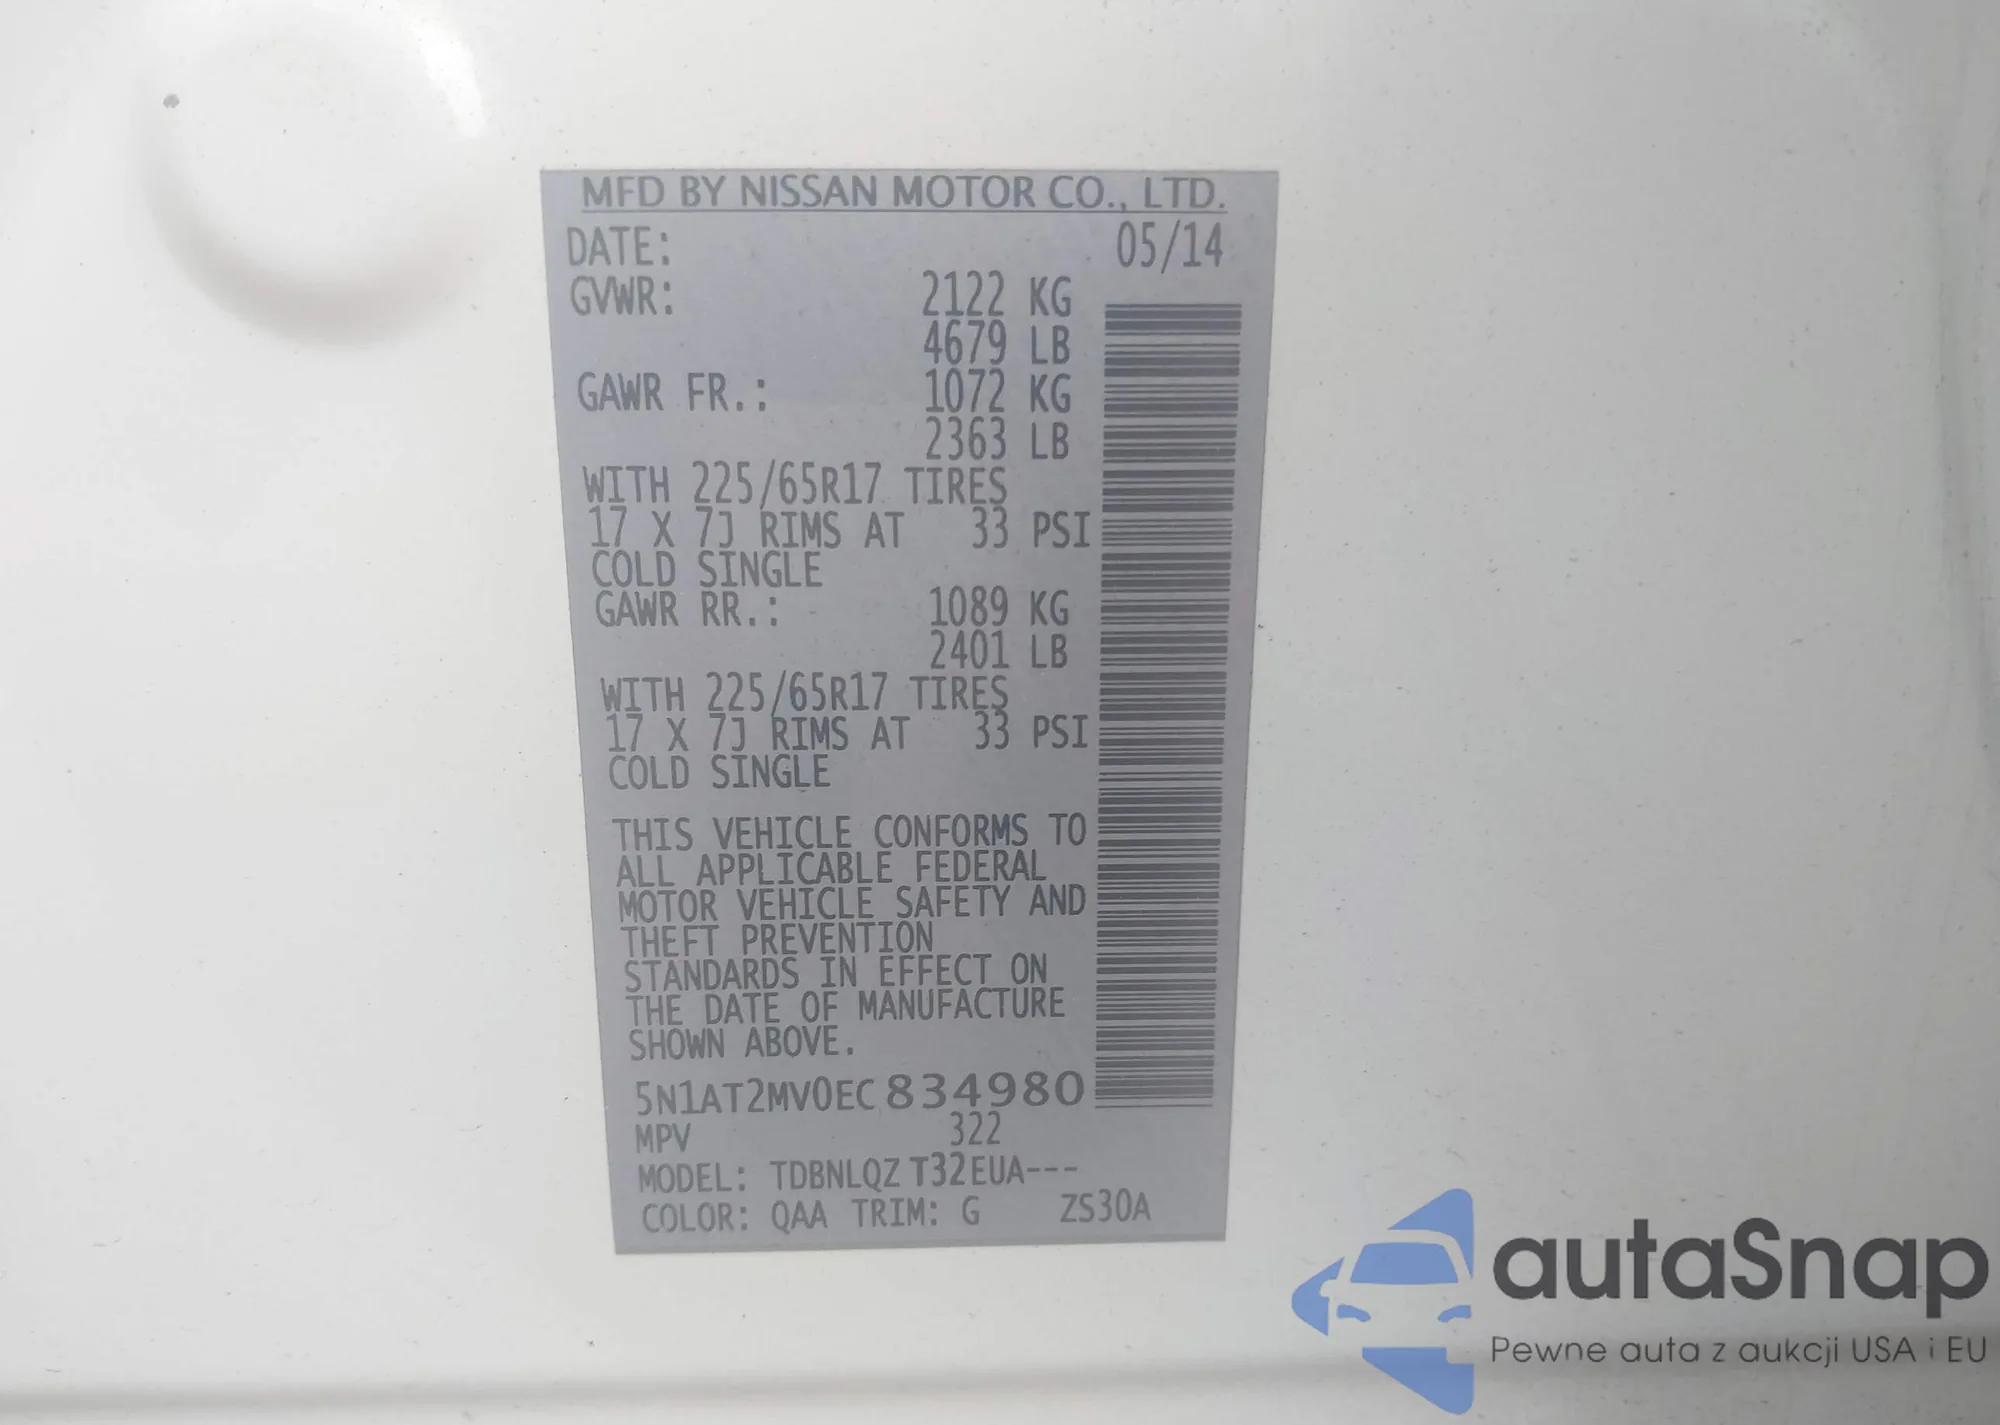 MFD BY NISSAN MOTOR CO., LTD.
DATE: 05/14
GVWR: 2122 KG
4679 LB
GAWR FR.: 1072 KG
2363 LB
WITH 225/65R17 TIRES
17 X 7J RIMS AT 33 PSI
COLD SINGLE
GAWR RR.: 1089 KG
2401 LB
WITH 225/65R17 TIRES
17 X 7J RIMS AT 33 PSI
COLD SINGLE
THIS VEHICLE CONFORMS TO
ALL APPLICABLE FEDERAL
MOTOR VEHICLE SAFETY AND
THEFT PREVENTION
STANDARDS IN EFFECT ON
THE DATE OF MANUFACTURE
SHOWN ABOVE.
5N1AT2MV0EC834980
MPV 322
MODEL: TDBNLQZ T32EUA---
COLOR: QAA TRIM: G ZS30A
autaSnap
Pewne auta z aukcji USA i EU